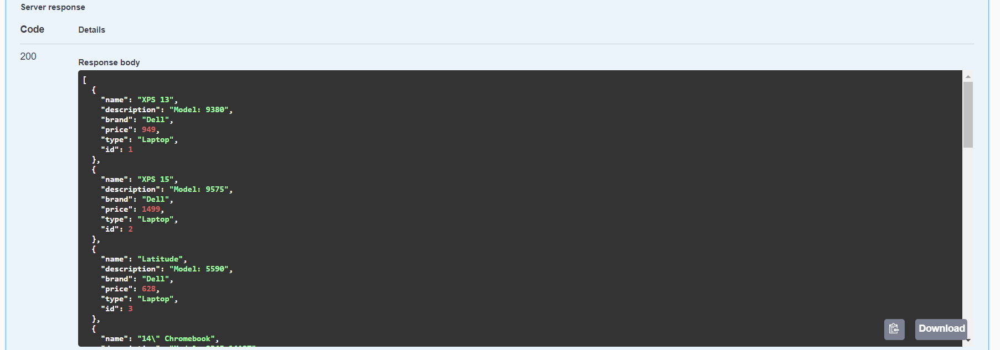 Server response
Code Details
200
Response body
[
  {
    "name": "XPS 13",
    "description": "Model: 9380",
    "brand": "Dell",
    "price": 949,
    "type": "Laptop",
    "id": 1
  },
  {
    "name": "XPS 15",
    "description": "Model: 9575",
    "brand": "Dell",
    "price": 1499,
    "type": "Laptop",
    "id": 2
  },
  {
    "name": "Latitude",
    "description": "Model: 5590",
    "brand": "Dell",
    "price": 628,
    "type": "Laptop",
    "id": 3
  },
  {
    "name": "14\" Chromebook",
Download